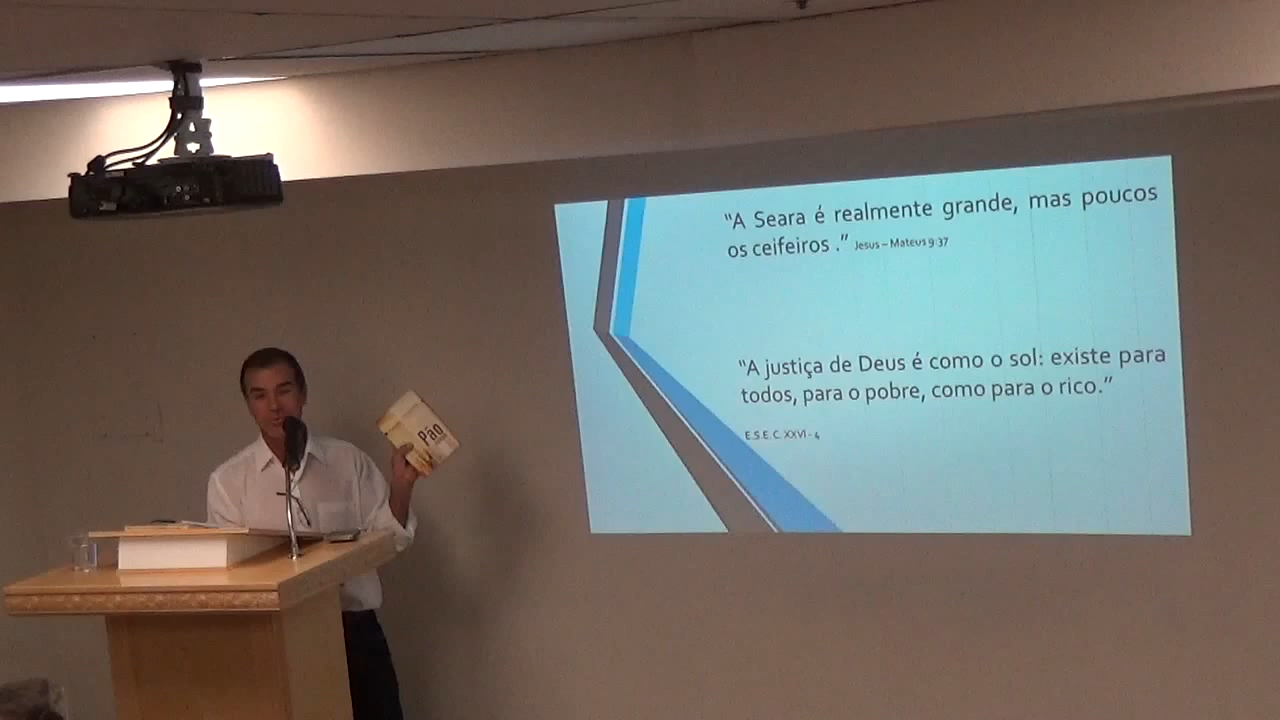 “A Seara é realmente grande, mas poucos
os ceifeiros .” Jesus – Mateus 9:37
“A justiça de Deus é como o sol: existe para
todos, para o pobre, como para o rico.”
E.S.E. C. XXVI - 4
Pão